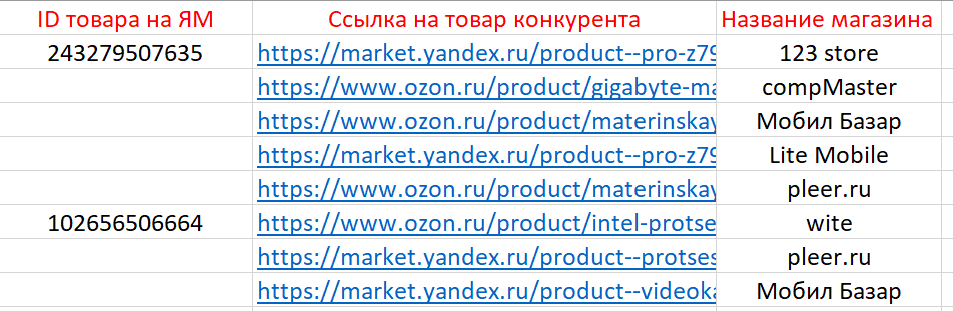 ID товара на ЯМ Ссылка на товар конкурента Название магазина
243279507635 https://market.yandex.ru/product--pro-z79 123 store
https://www.ozon.ru/product/gigabyte-ma compMaster
https://www.ozon.ru/product/materinskay Мобил Базар
https://market.yandex.ru/product--pro-z79 Lite Mobile
https://www.ozon.ru/product/materinskay pleer.ru
102656506664 https://www.ozon.ru/product/intel-protse wite
https://market.yandex.ru/product--protses pleer.ru
https://market.yandex.ru/product--videoka Мобил Базар